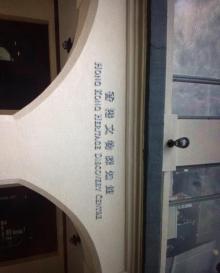 香港文物探知館
HONG KONG HERITAGE DISCOVERY CENTRE